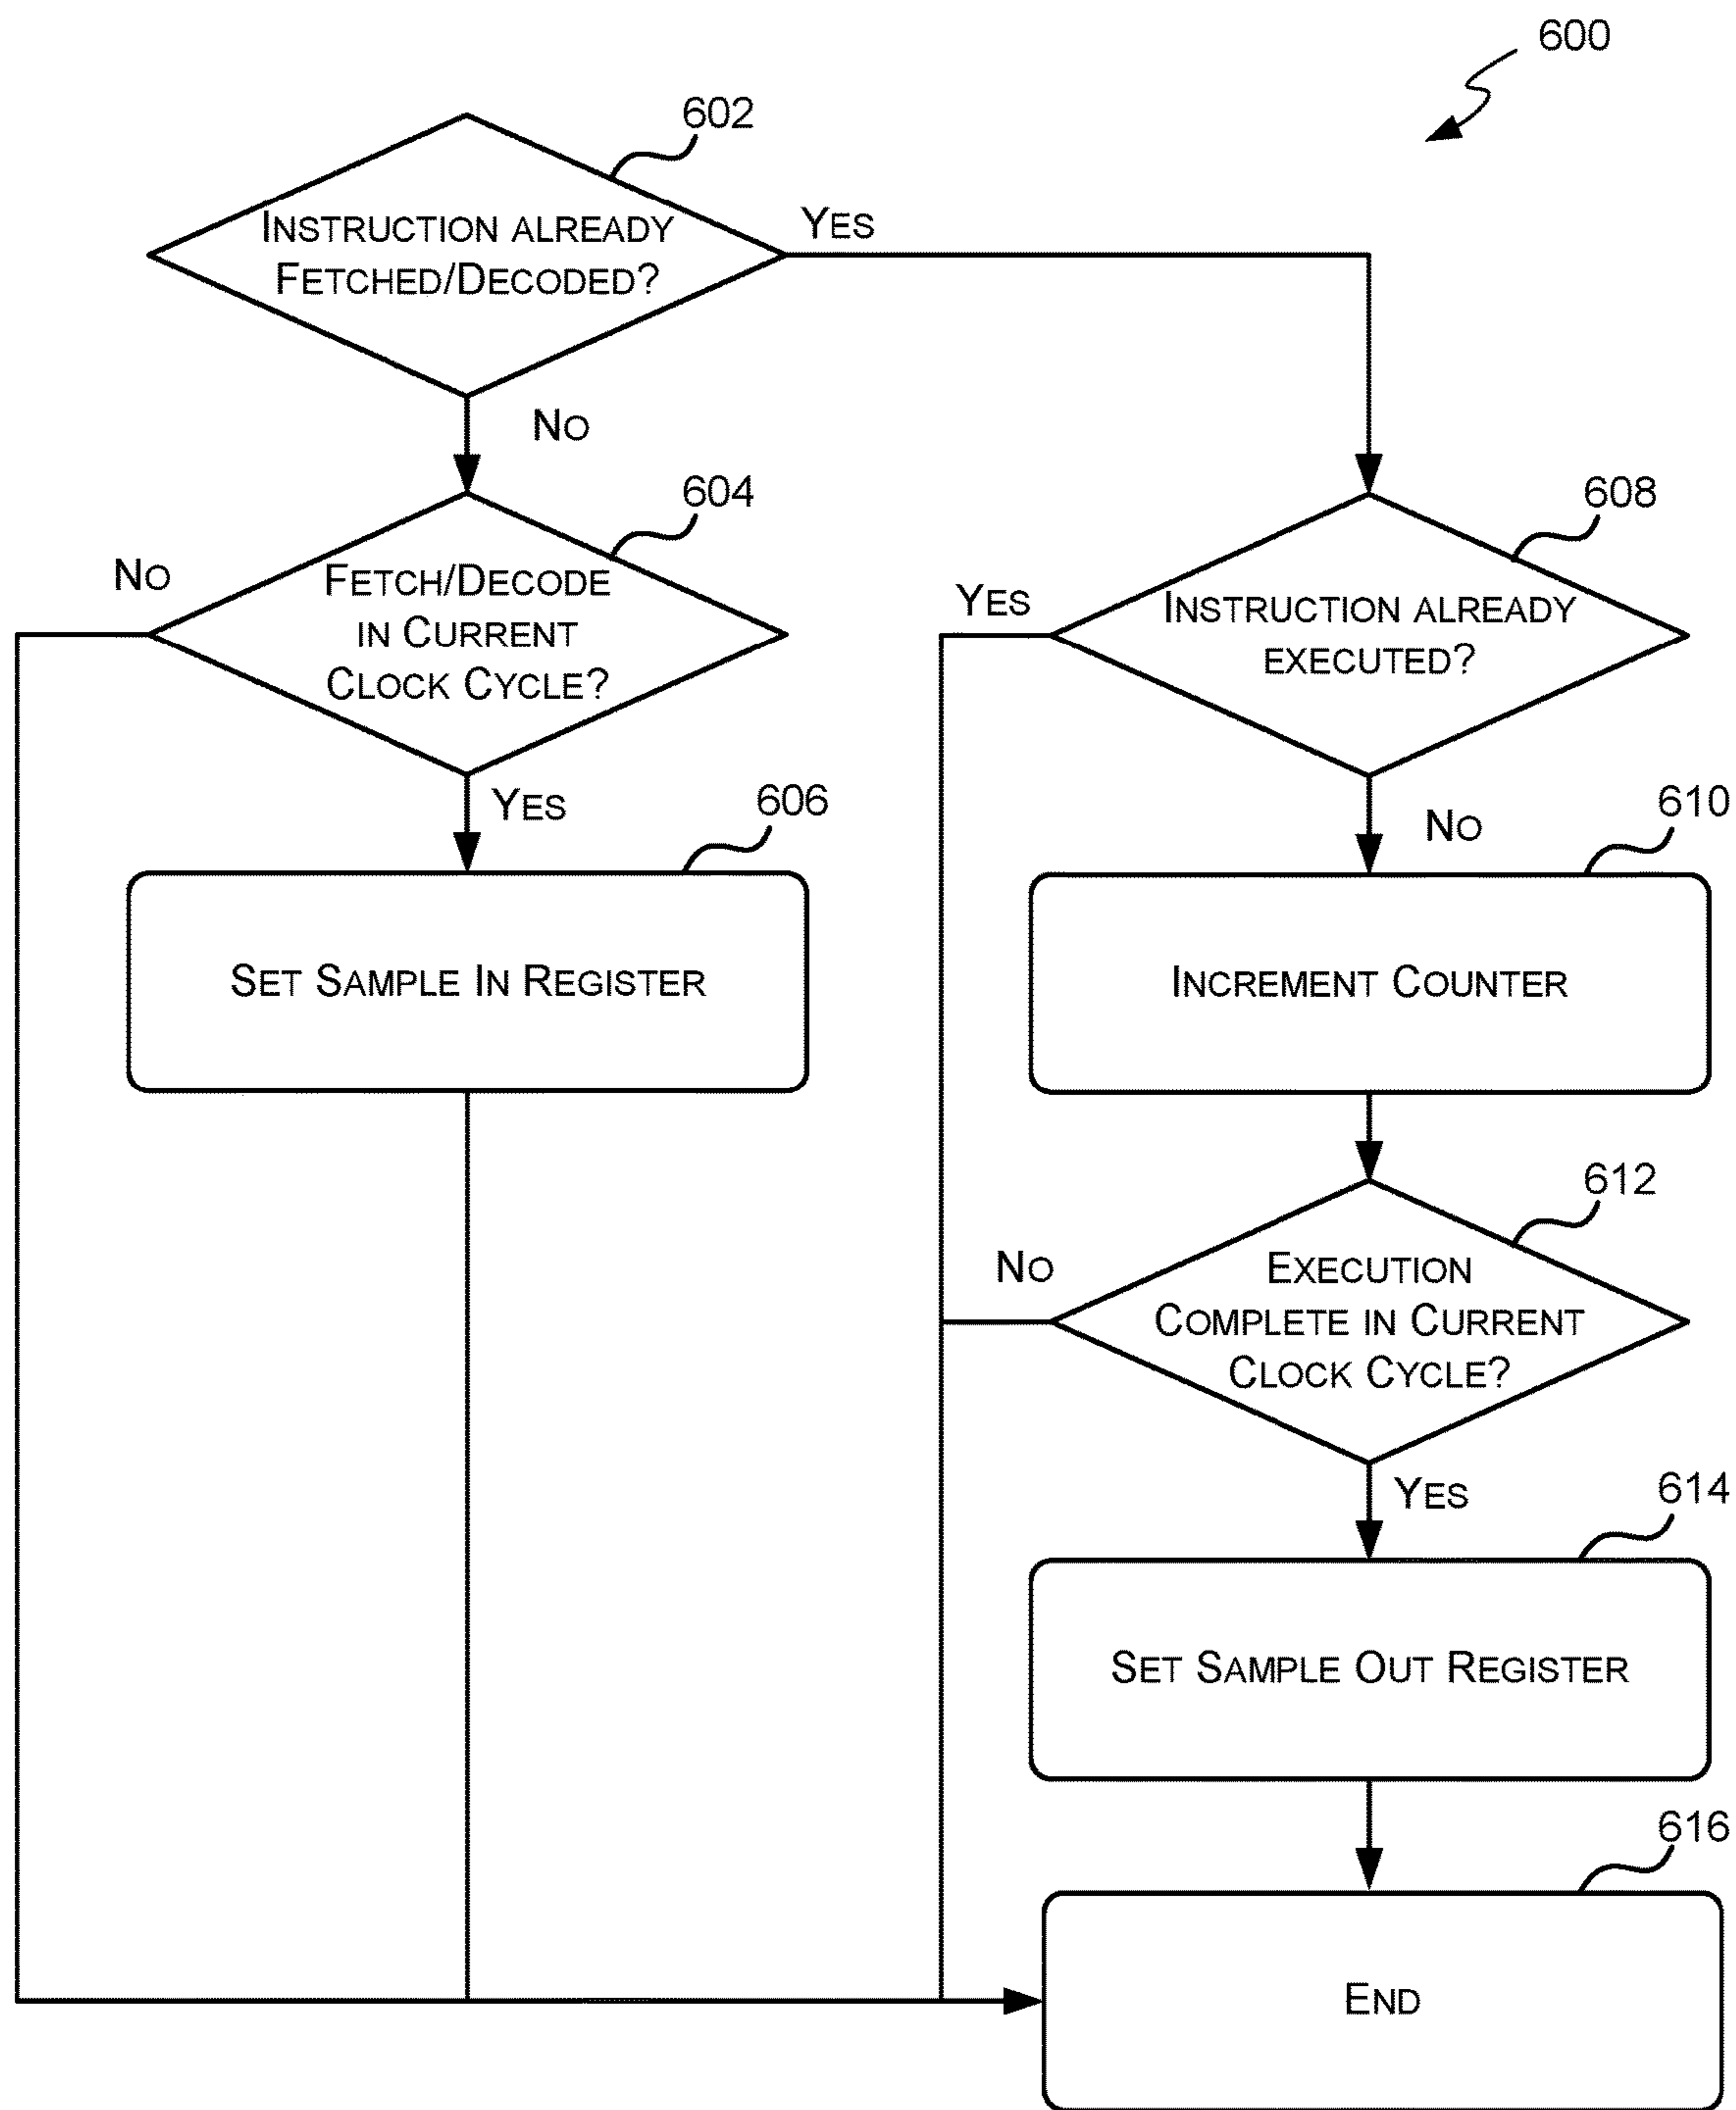 600
602
Instruction already
Fetched/Decoded?
Yes
No
604
No
Fetch/Decode
in Current
Clock Cycle?
Yes
606
Set Sample In Register
608
Yes
Instruction already
executed?
No
610
Increment Counter
612
No
Execution
Complete in Current
Clock Cycle?
Yes
614
Set Sample Out Register
616
End